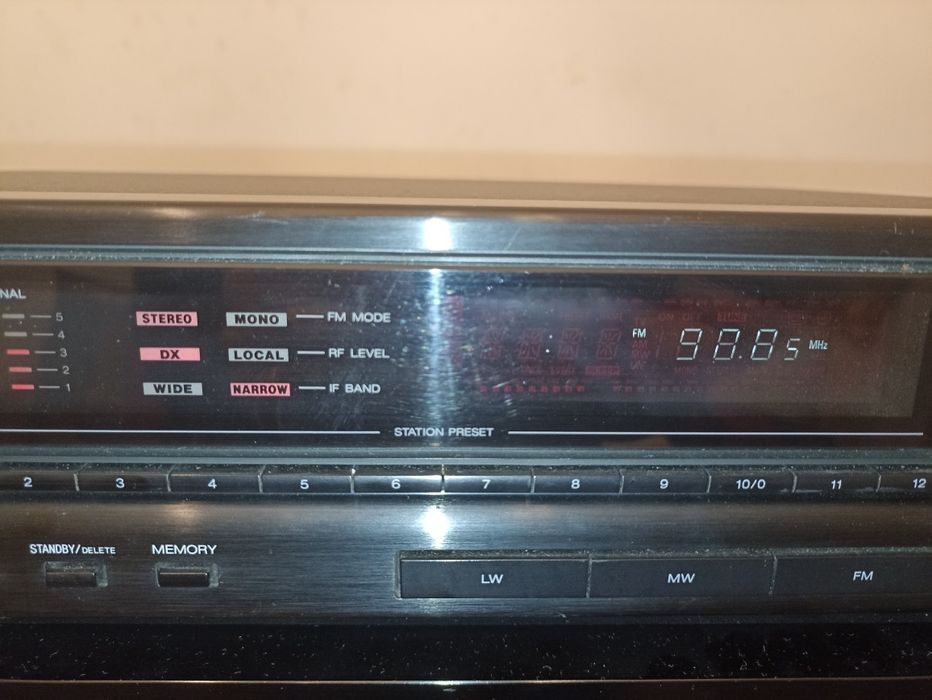 NAL
5
4
3
2
1
STEREO MONO FM MODE
DX LOCAL RF LEVEL
WIDE NARROW IF BAND
FM 98.85 MHz
STATION PRESET
2 3 4 5 6 7 8 9 10/0 11 12
STANDBY/DELETE MEMORY
LW MW FM